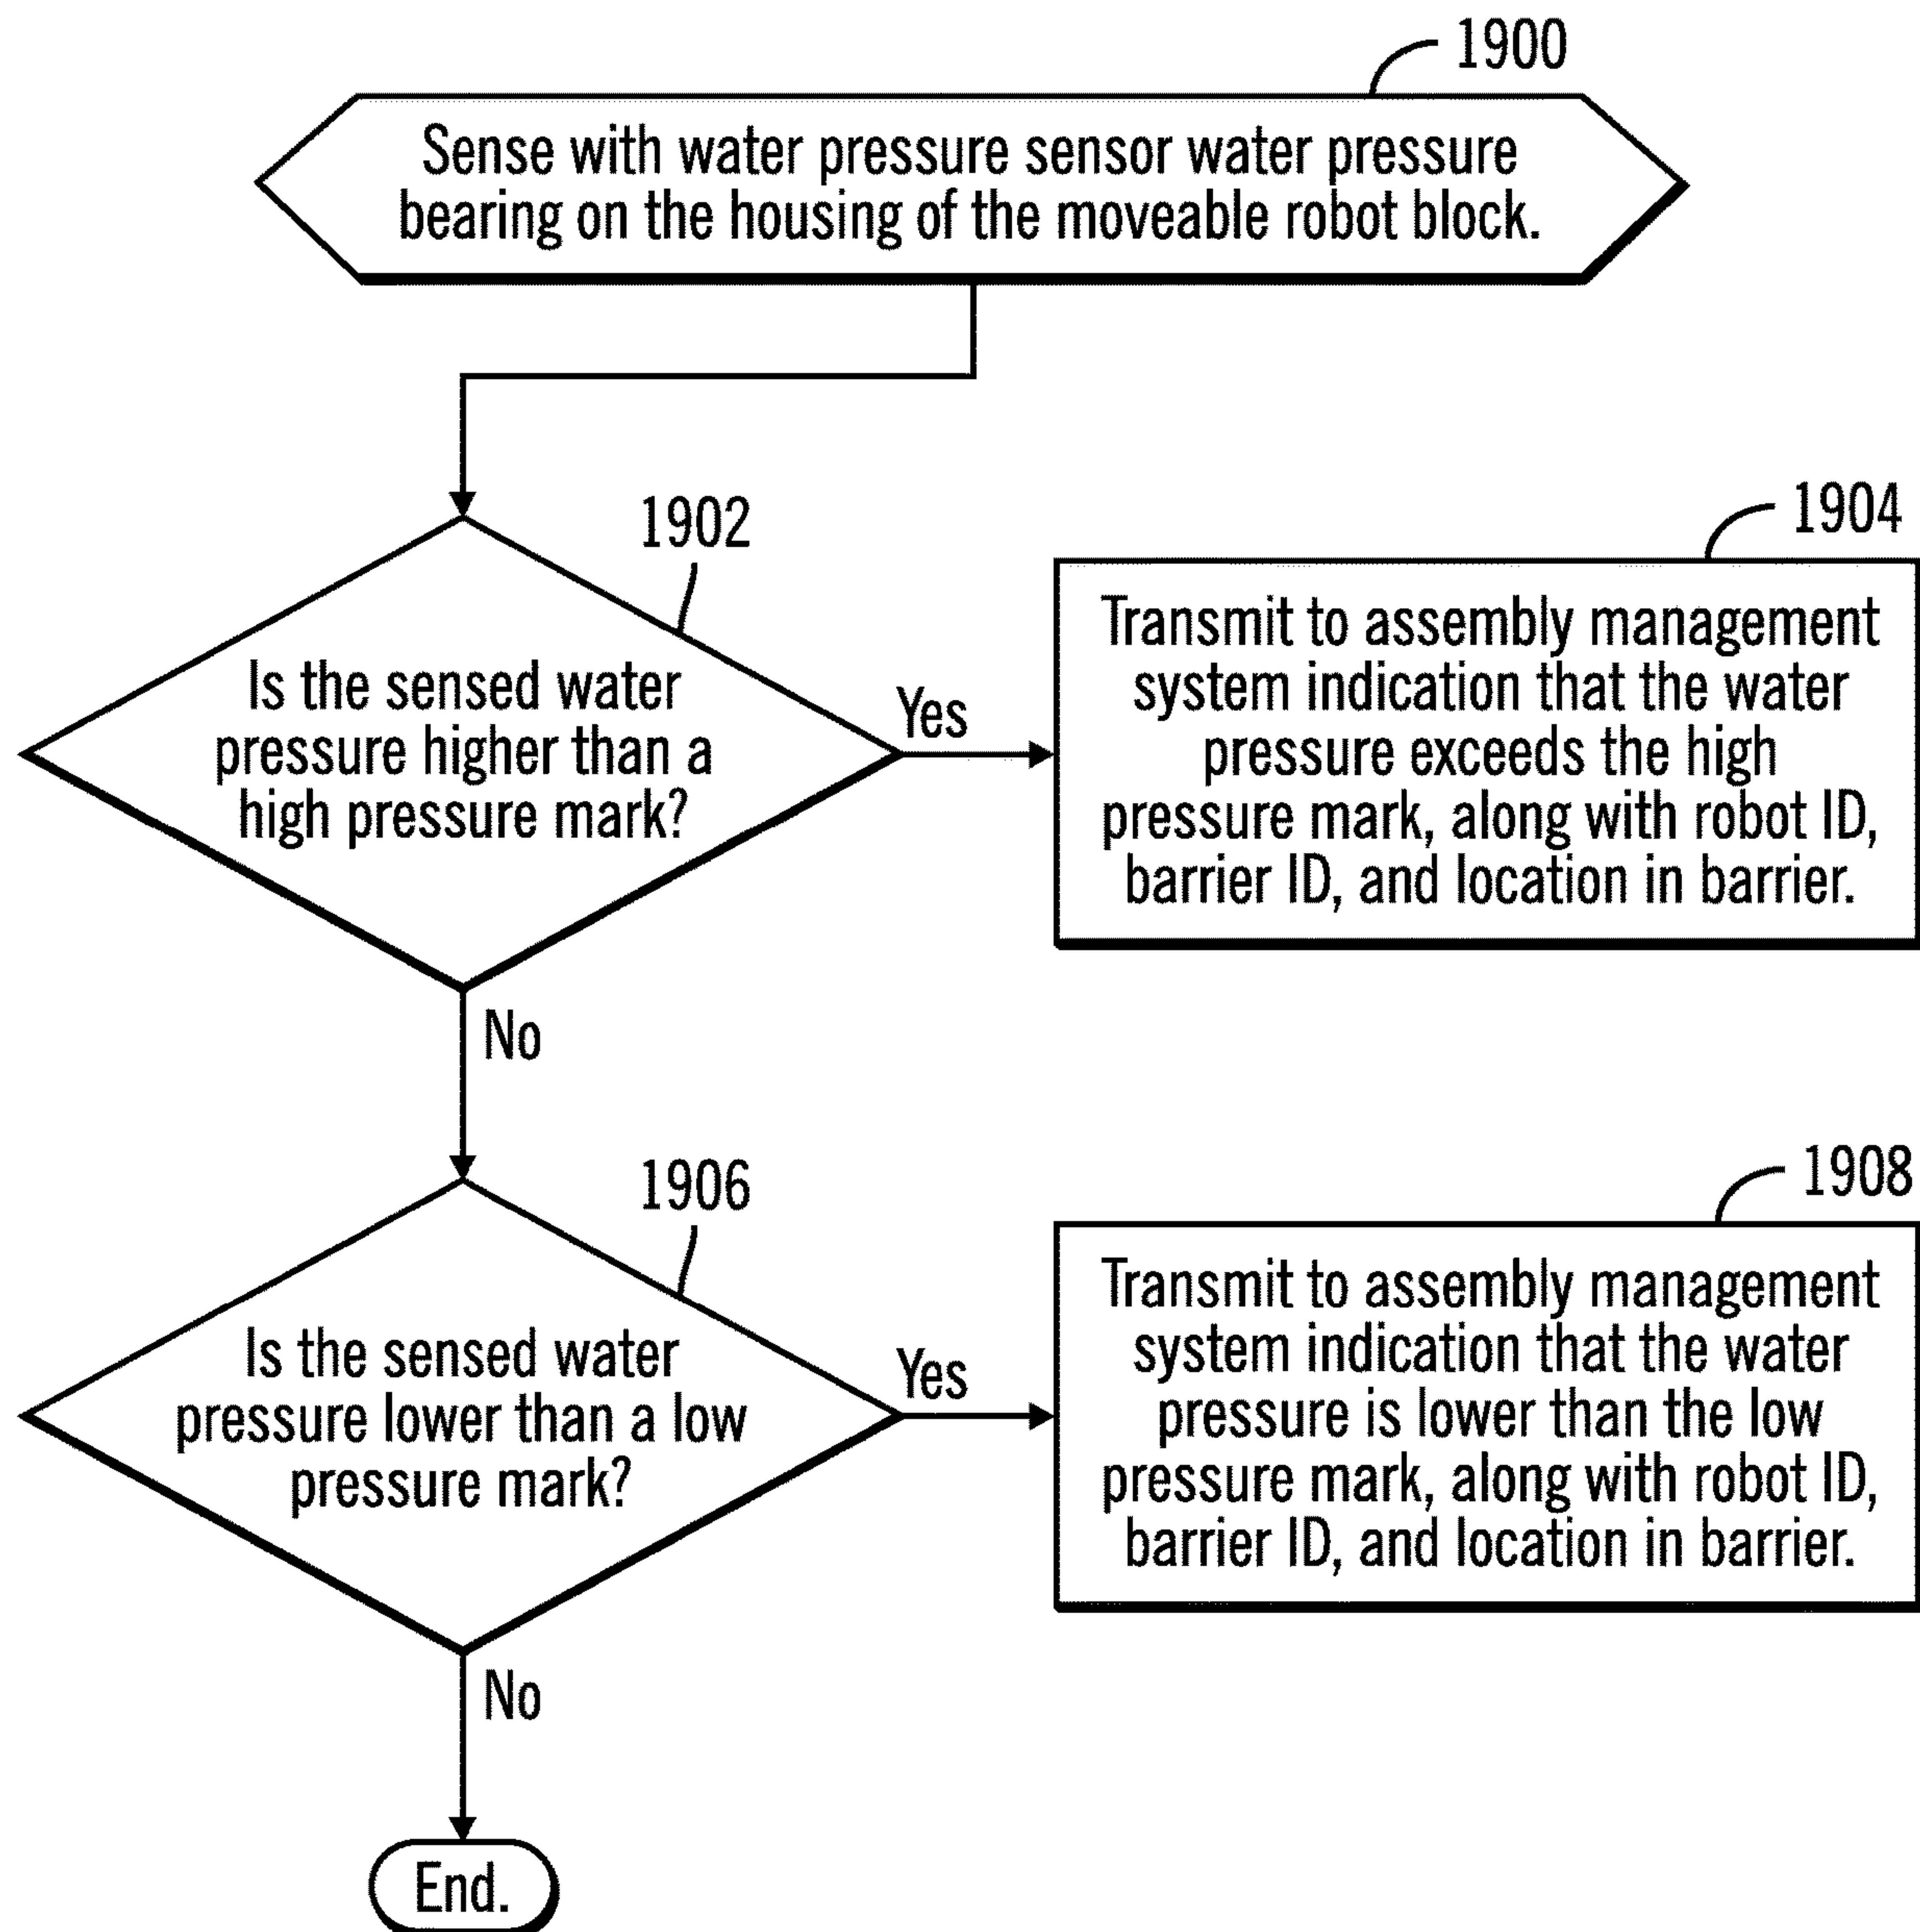 1900
Sense with water pressure sensor water pressure
bearing on the housing of the moveable robot block.
1902
Is the sensed water
pressure higher than a
high pressure mark?
Yes
1904
Transmit to assembly management
system indication that the water
pressure exceeds the high
pressure mark, along with robot ID,
barrier ID, and location in barrier.
No
1906
Is the sensed water
pressure lower than a low
pressure mark?
Yes
1908
Transmit to assembly management
system indication that the water
pressure is lower than the low
pressure mark, along with robot ID,
barrier ID, and location in barrier.
No
End.